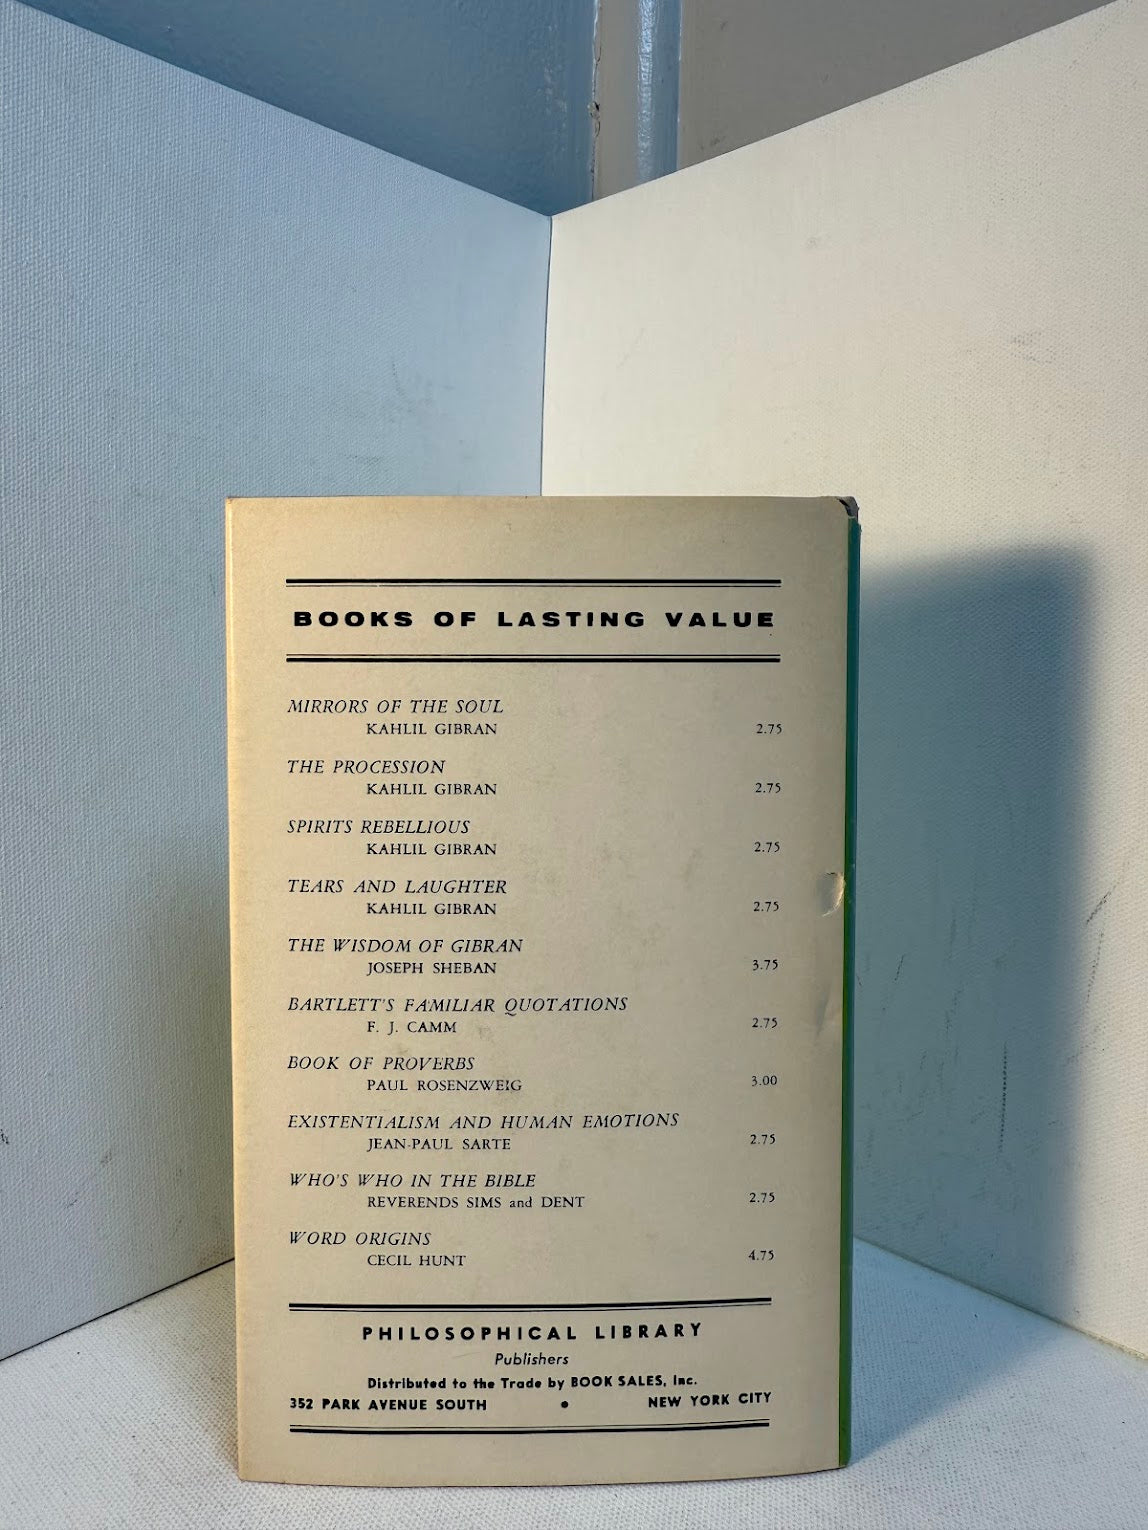 BOOKS OF LASTING VALUE
MIRRORS OF THE SOUL
KAHLIL GIBRAN 2.75
THE PROCESSION
KAHLIL GIBRAN 2.75
SPIRITS REBELLIOUS
KAHLIL GIBRAN 2.75
TEARS AND LAUGHTER
KAHLIL GIBRAN 2.75
THE WISDOM OF GIBRAN
JOSEPH SHEBAN 3.75
BARTLETT'S FAMILIAR QUOTATIONS
F. J. CAMM 2.75
BOOK OF PROVERBS
PAUL ROSENZWEIG 3.00
EXISTENTIALISM AND HUMAN EMOTIONS
JEAN-PAUL SARTE 2.75
WHO'S WHO IN THE BIBLE
REVERENDS SIMS and DENT 2.75
WORD ORIGINS
CECIL HUNT 4.75
PHILOSOPHICAL LIBRARY
Publishers
Distributed to the Trade by BOOK SALES, Inc.
352 PARK AVENUE SOUTH • NEW YORK CITY